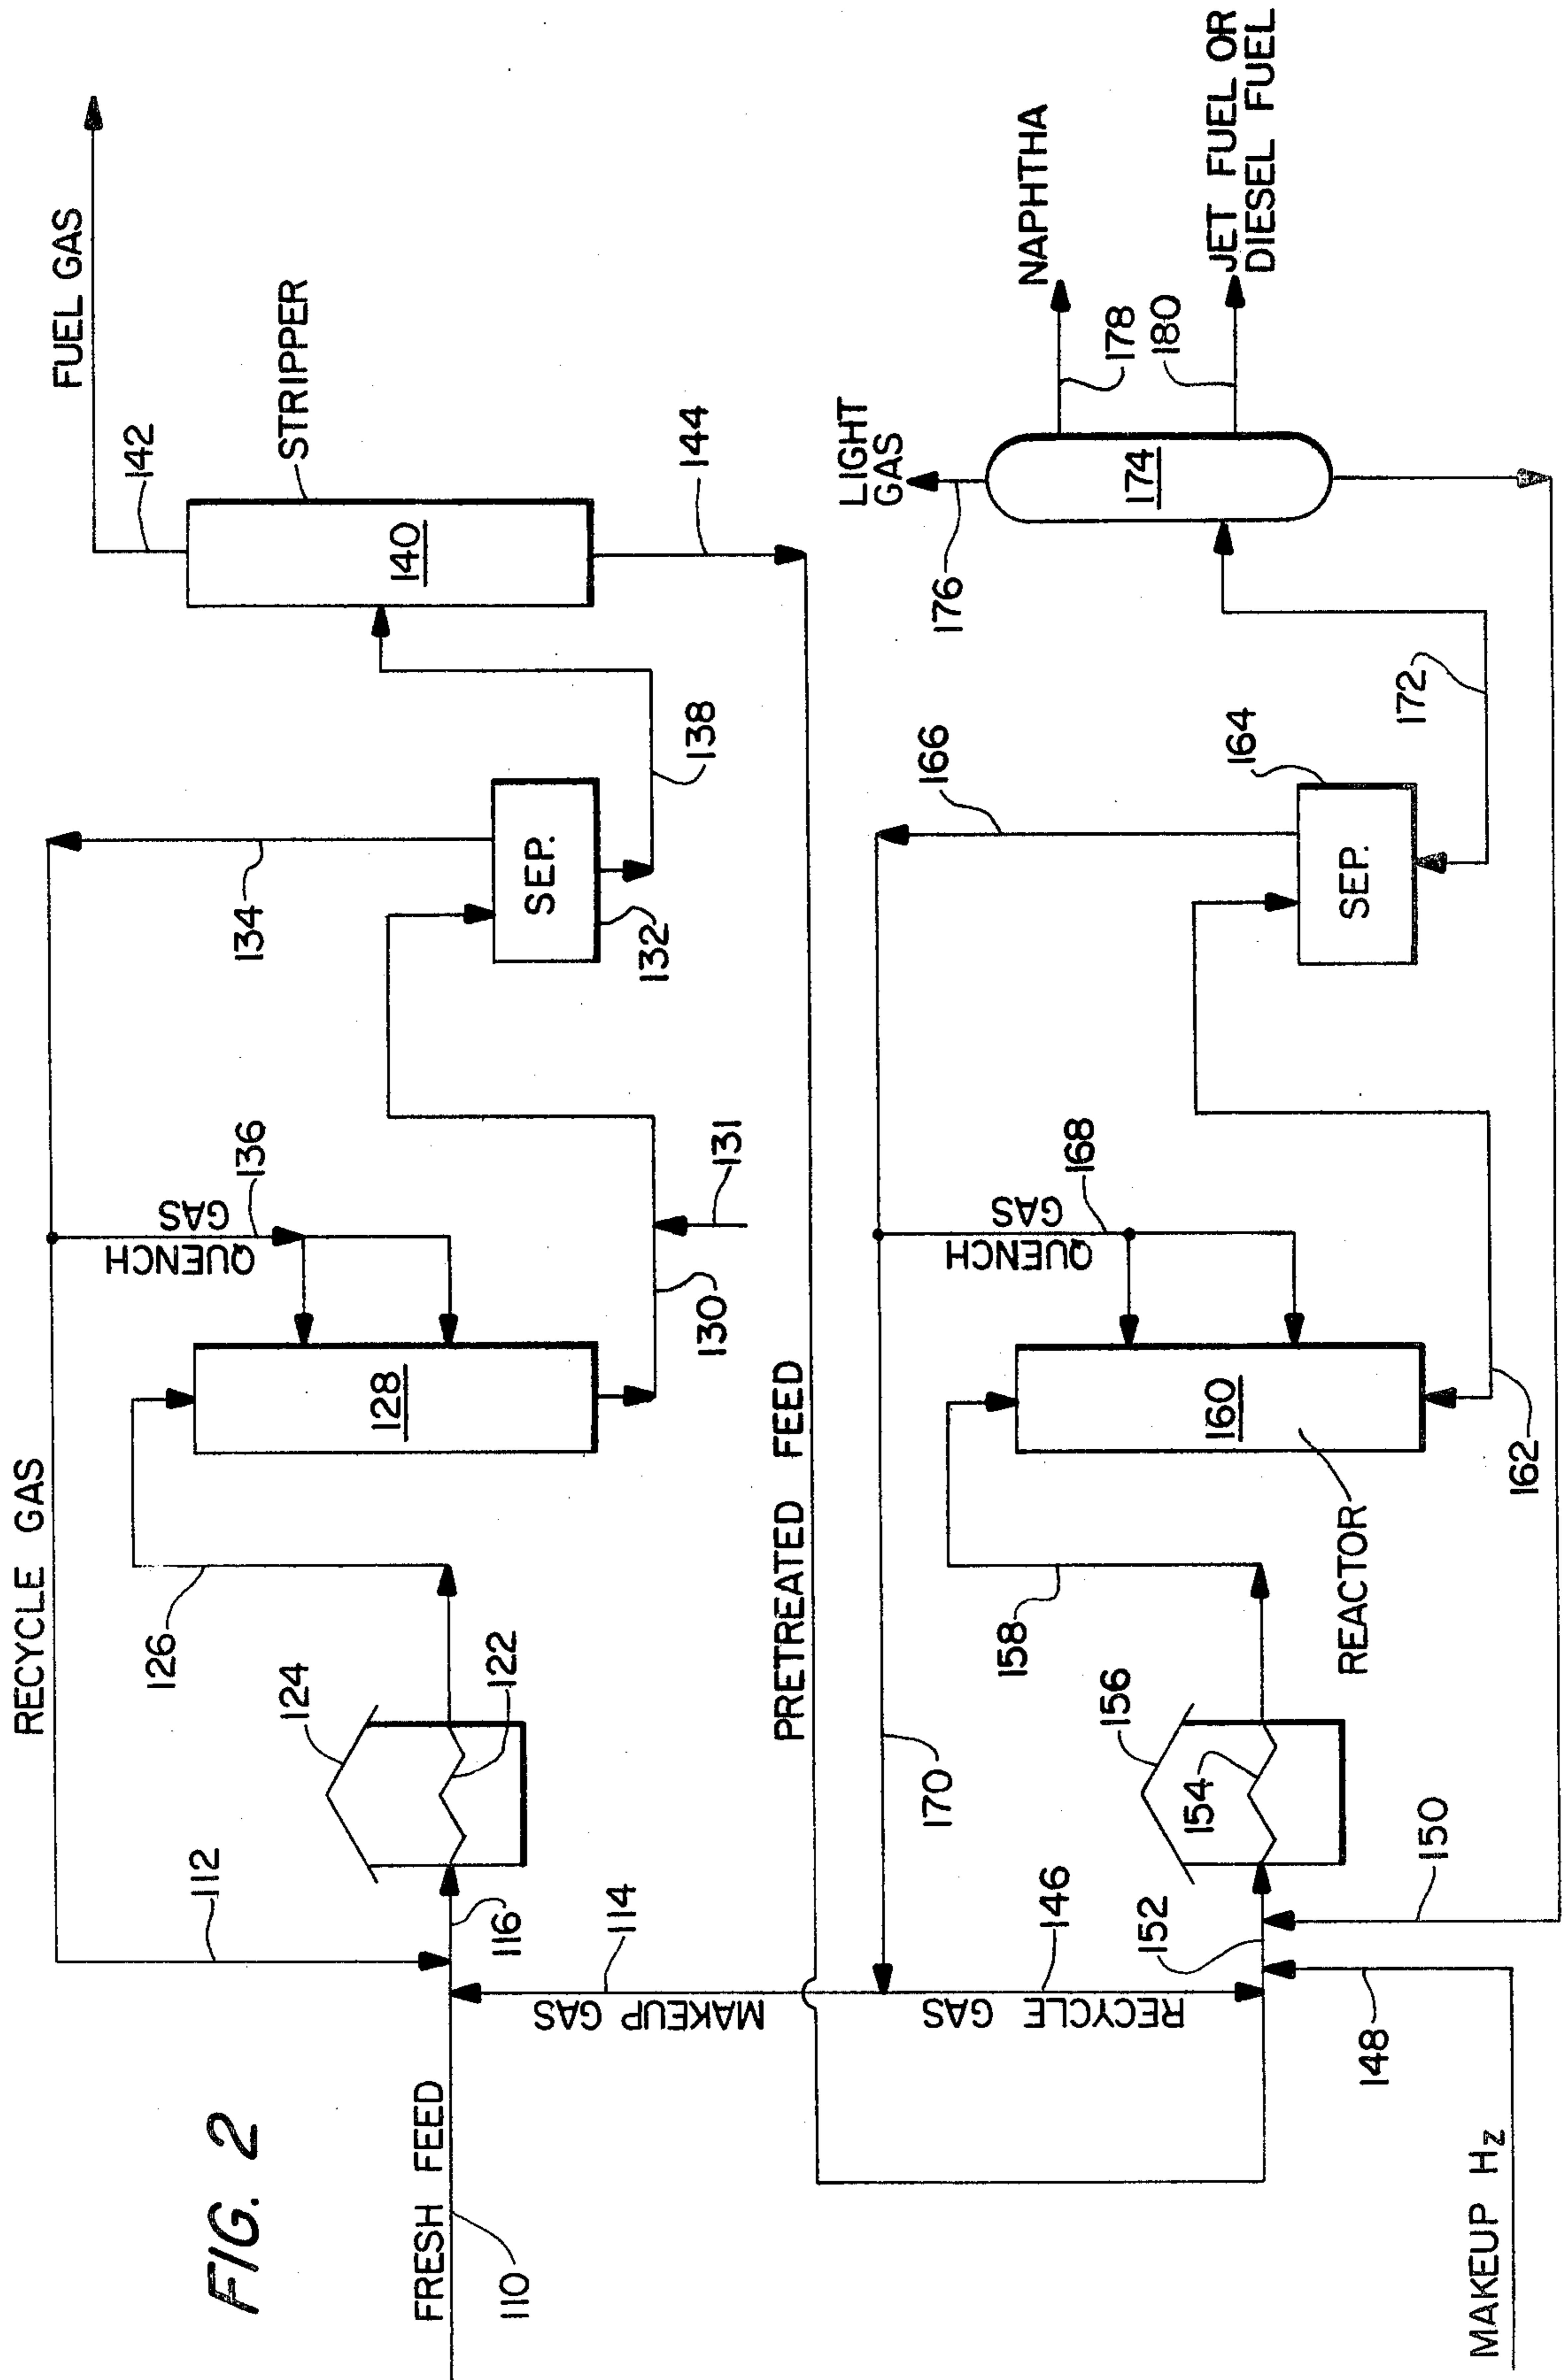 FIG. 2
FUEL GAS
142
RECYCLE GAS
STRIPPER
140
144
134
136
QUENCH
GAS
126
112
124
122
128
SEP.
132
138
130
131
FRESH FEED
110
116
114
MAKEUP GAS
PRETREATED FEED
LIGHT
GAS
176
NAPHTHA
178
174
180
JET FUEL OR
DIESEL FUEL
166
168
QUENCH
GAS
170
158
156
154
160
REACTOR
SEP.
164
172
162
146
RECYCLE GAS
152
150
148
MAKEUP Hz